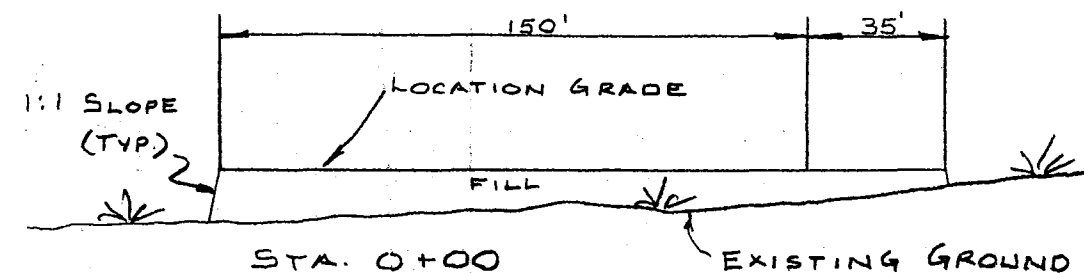 150'
35'
1:1 SLOPE
(TYP.)
LOCATION GRADE
FILL
STA. 0+00
EXISTING GROUND